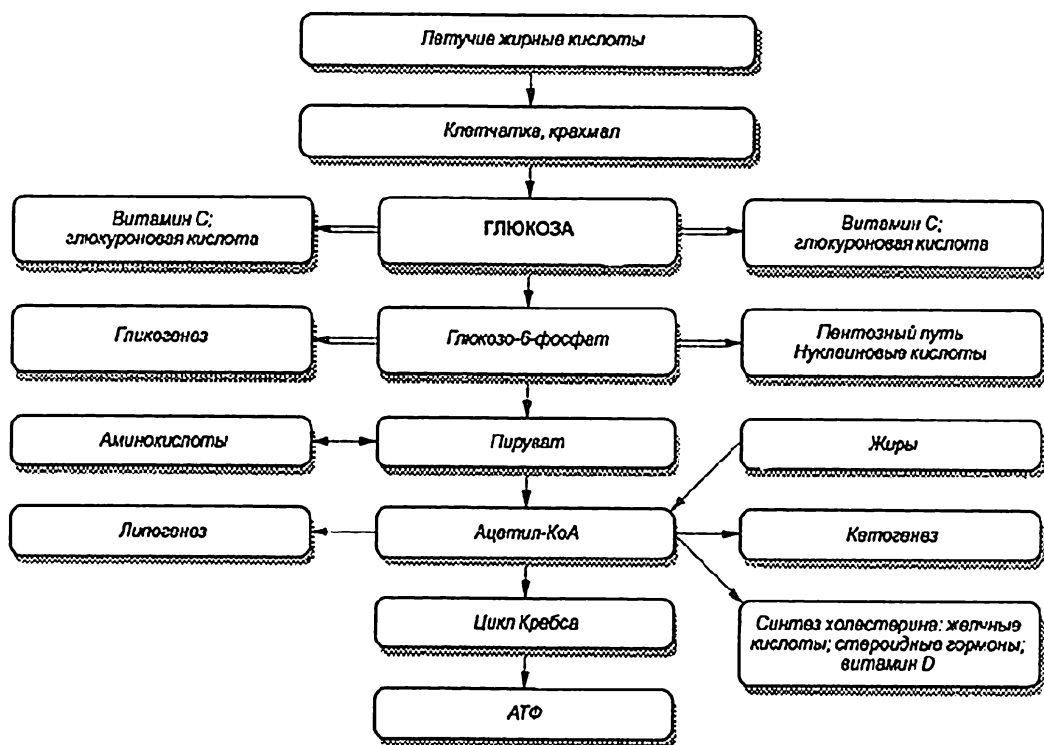 Летучие жирные кислоты
Клетчатка, крахмал
Витамин С;
глюкуроновая кислота
ГЛЮКОЗА
Витамин С;
глюкуроновая кислота
Гликогенез
Глюкозо-6-фосфат
Пентозный путь
Нуклеиновые кислоты
Аминокислоты
Пируват
Жиры
Липогенез
Ацетил-КоА
Кетогенез
Цикл Кребса
Синтез холестерина: желчные
кислоты; стероидные гормоны;
витамин D
АТФ